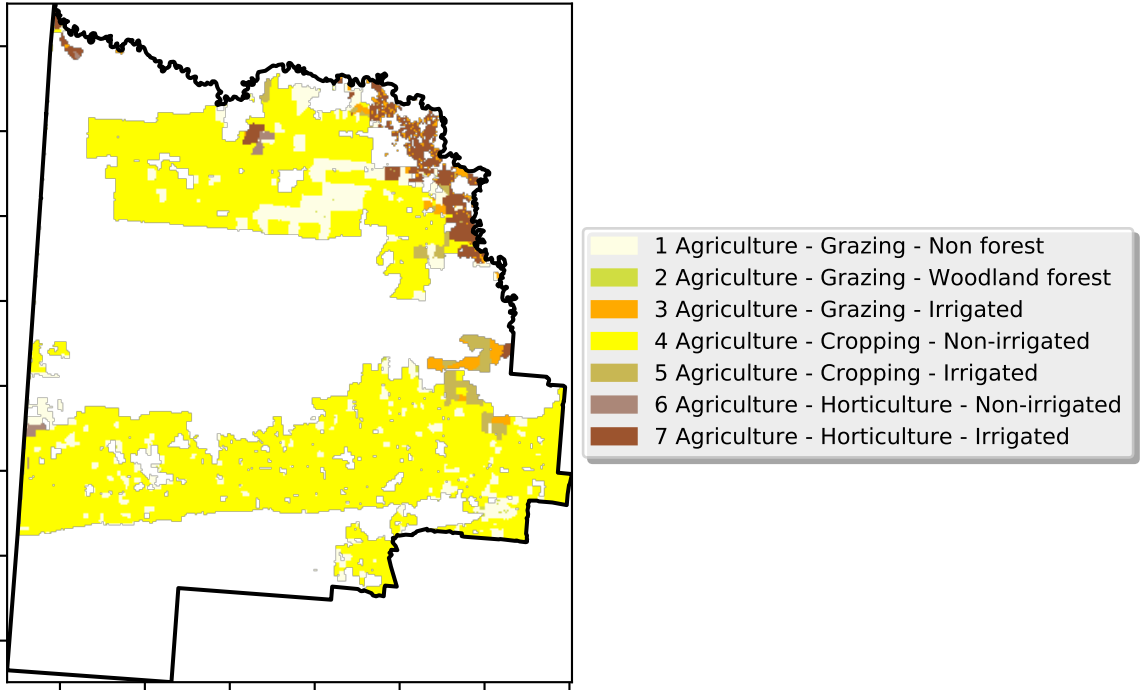 1 Agriculture - Grazing - Non forest
2 Agriculture - Grazing - Woodland forest
3 Agriculture - Grazing - Irrigated
4 Agriculture - Cropping - Non-irrigated
5 Agriculture - Cropping - Irrigated
6 Agriculture - Horticulture - Non-irrigated
7 Agriculture - Horticulture - Irrigated